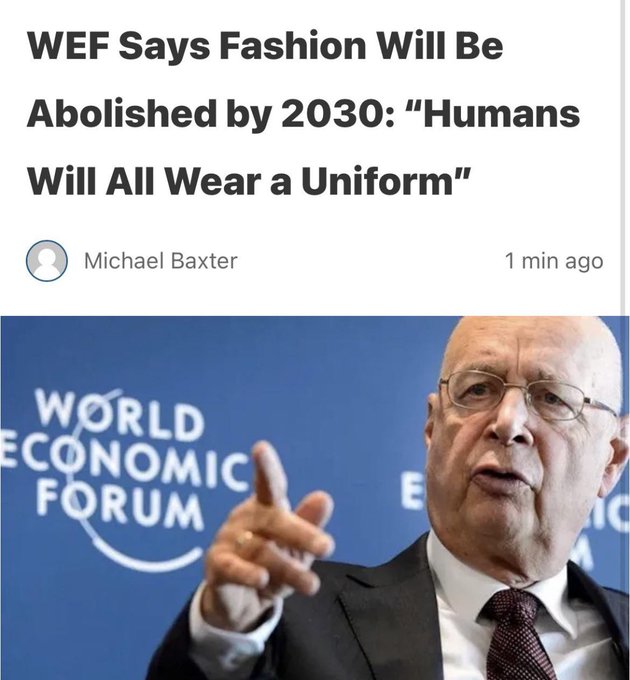 WEF Says Fashion Will Be
Abolished by 2030: “Humans
Will All Wear a Uniform”
Michael Baxter
1 min ago
WORLD
ECONOMIC
FORUM
E
IC
M